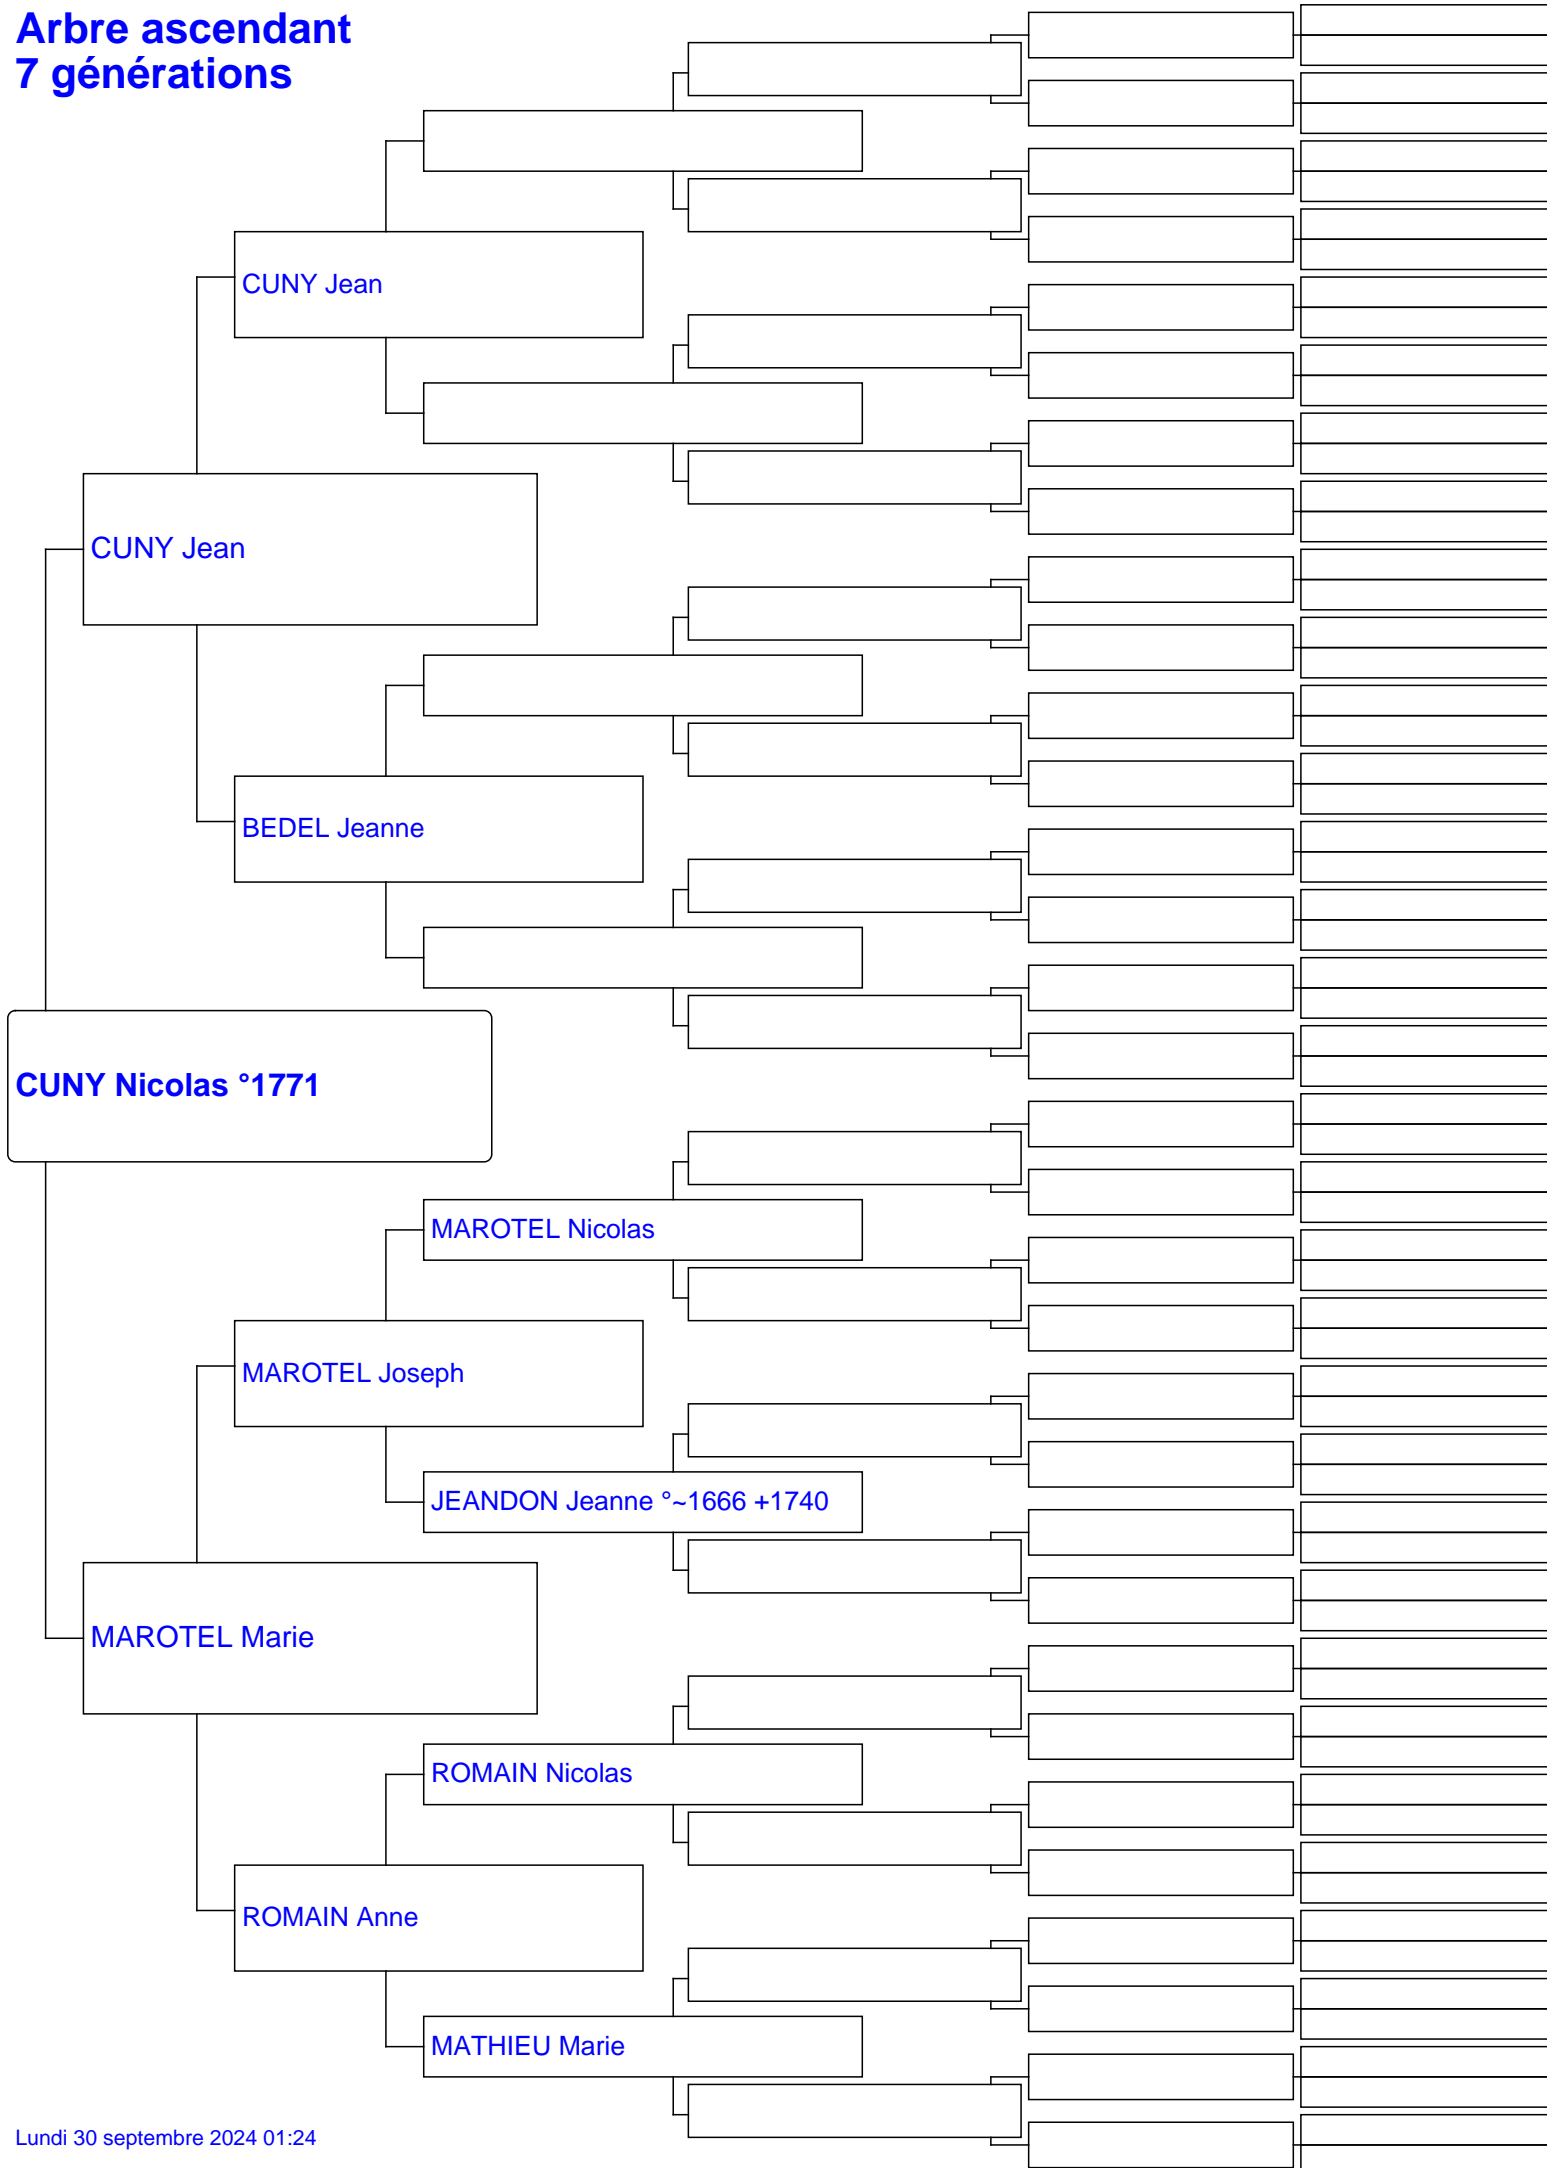 Arbre ascendant
7 générations
CUNY Jean
CUNY Jean
BEDEL Jeanne
CUNY Nicolas °1771
MAROTEL Nicolas
MAROTEL Joseph
JEANDON Jeanne °~1666 +1740
MAROTEL Marie
ROMAIN Nicolas
ROMAIN Anne
MATHIEU Marie
Lundi 30 septembre 2024 01:24